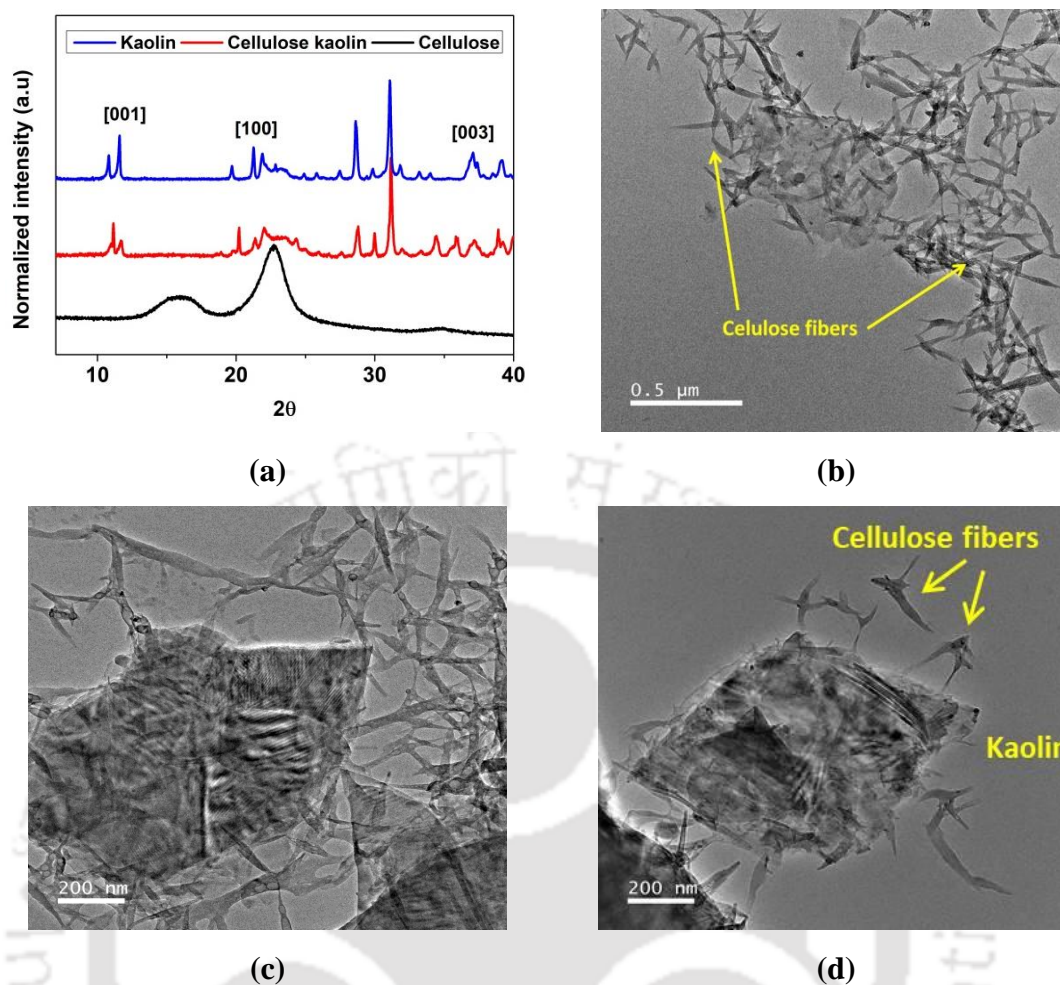 Kaolin Cellulose kaolin Cellulose
[001]
[100]
[003]
Normalized intensity (a.u)
10 20 30 40
2θ
(a)
Celulose fibers
0.5 µm
(b)
200 nm
(c)
Cellulose fibers
Kaolin
200 nm
(d)